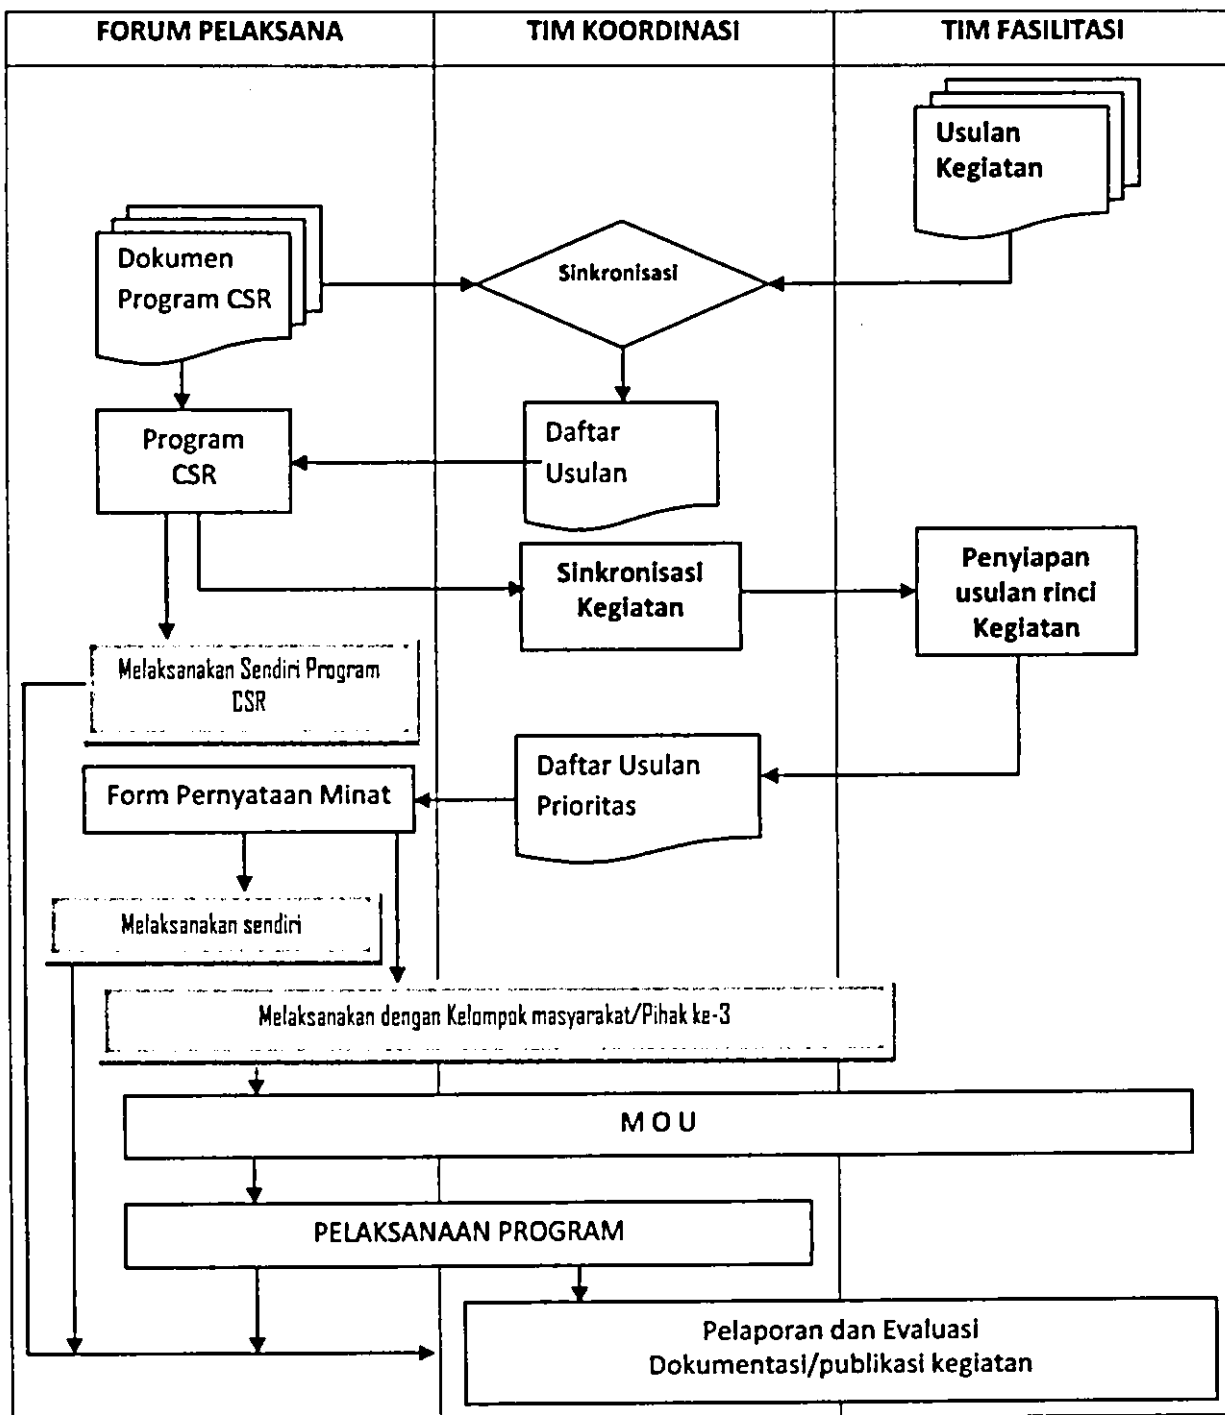 FORUM PELAKSANA
TIM KOORDINASI
TIM FASILITASI
Usulan
Kegiatan
Dokumen
Program CSR
Sinkronisasi
Program
CSR
Daftar
Usulan
Sinkronisasi
Kegiatan
Penyiapan
usulan rinci
Kegiatan
Melaksanakan Sendiri Program
CSR
Daftar Usulan
Prioritas
Form Pernyataan Minat
Melaksanakan sendiri
Melaksanakan dengan Kelompok masyarakat/Pihak ke-3
M O U
PELAKSANAAN PROGRAM
Pelaporan dan Evaluasi
Dokumentasi/publikasi kegiatan